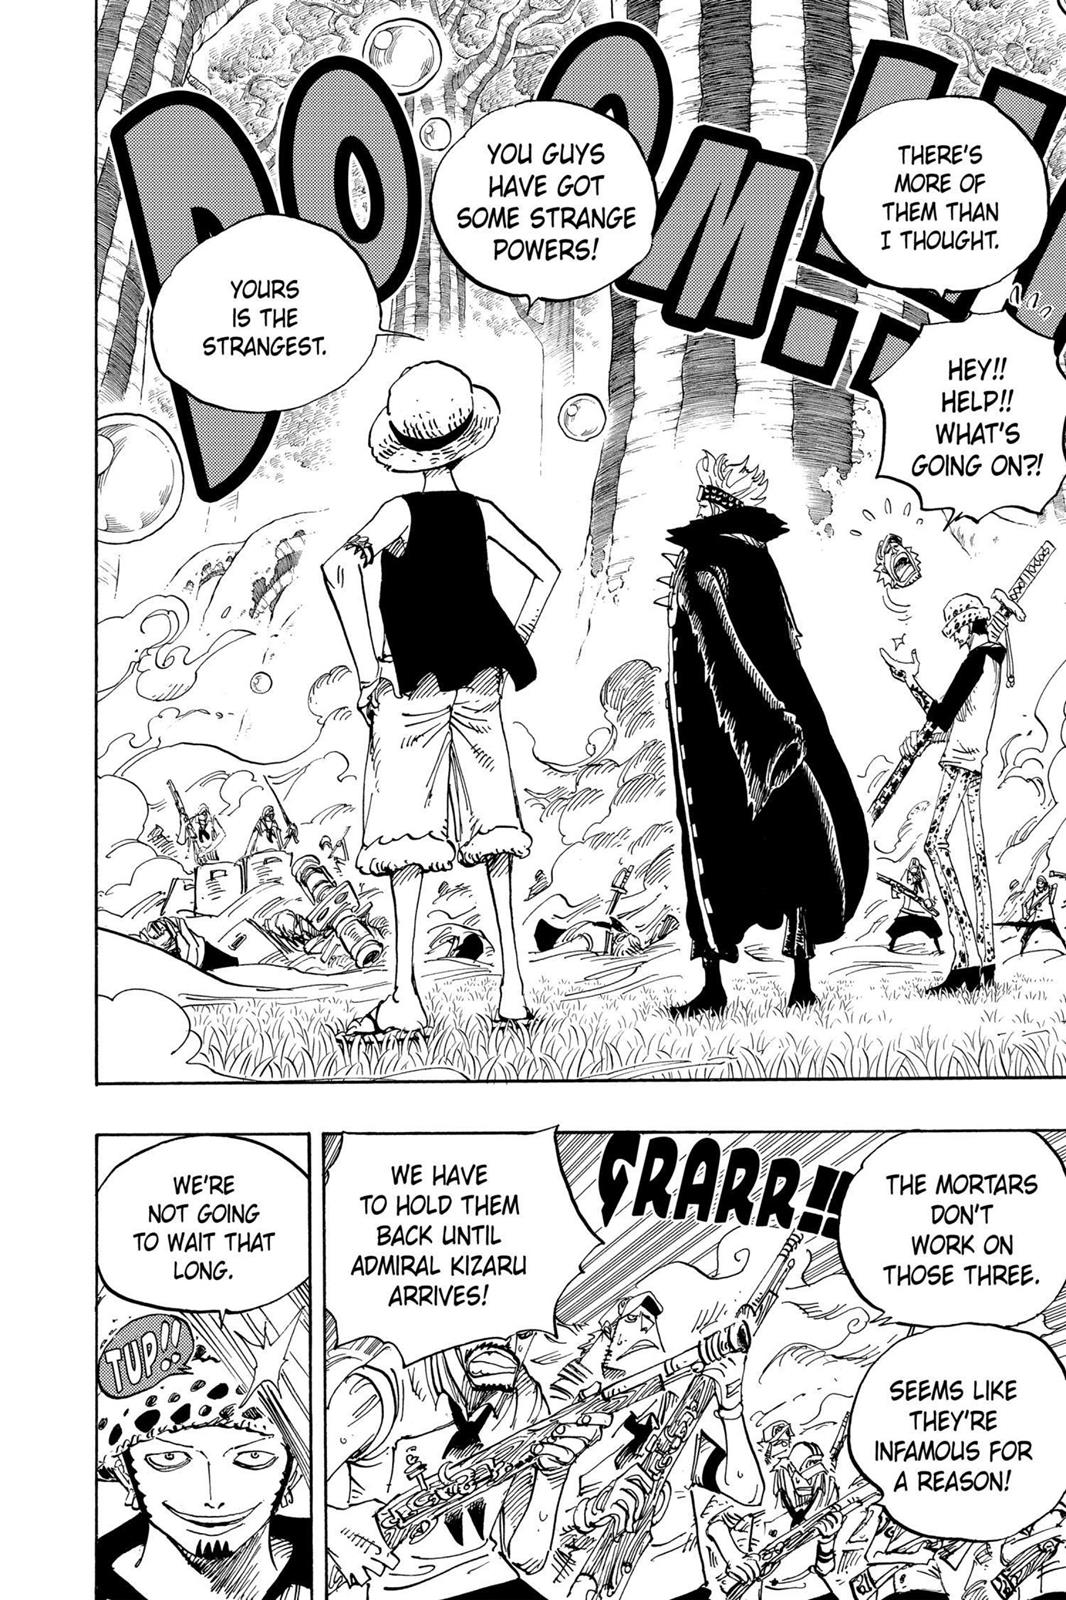 DOOM!!
THERE'S
MORE OF
THEM THAN
I THOUGHT.
YOU GUYS
HAVE GOT
SOME STRANGE
POWERS!
YOURS
IS THE
STRANGEST.
HEY!!
HELP!!
WHAT'S
GOING ON?!
GRARR!!
THE MORTARS
DON'T
WORK ON
THOSE THREE.
SEEMS LIKE
THEY'RE
INFAMOUS FOR
A REASON!
WE HAVE
TO HOLD THEM
BACK UNTIL
ADMIRAL KIZARU
ARRIVES!
WE'RE
NOT GOING
TO WAIT THAT
LONG.
TUP!!